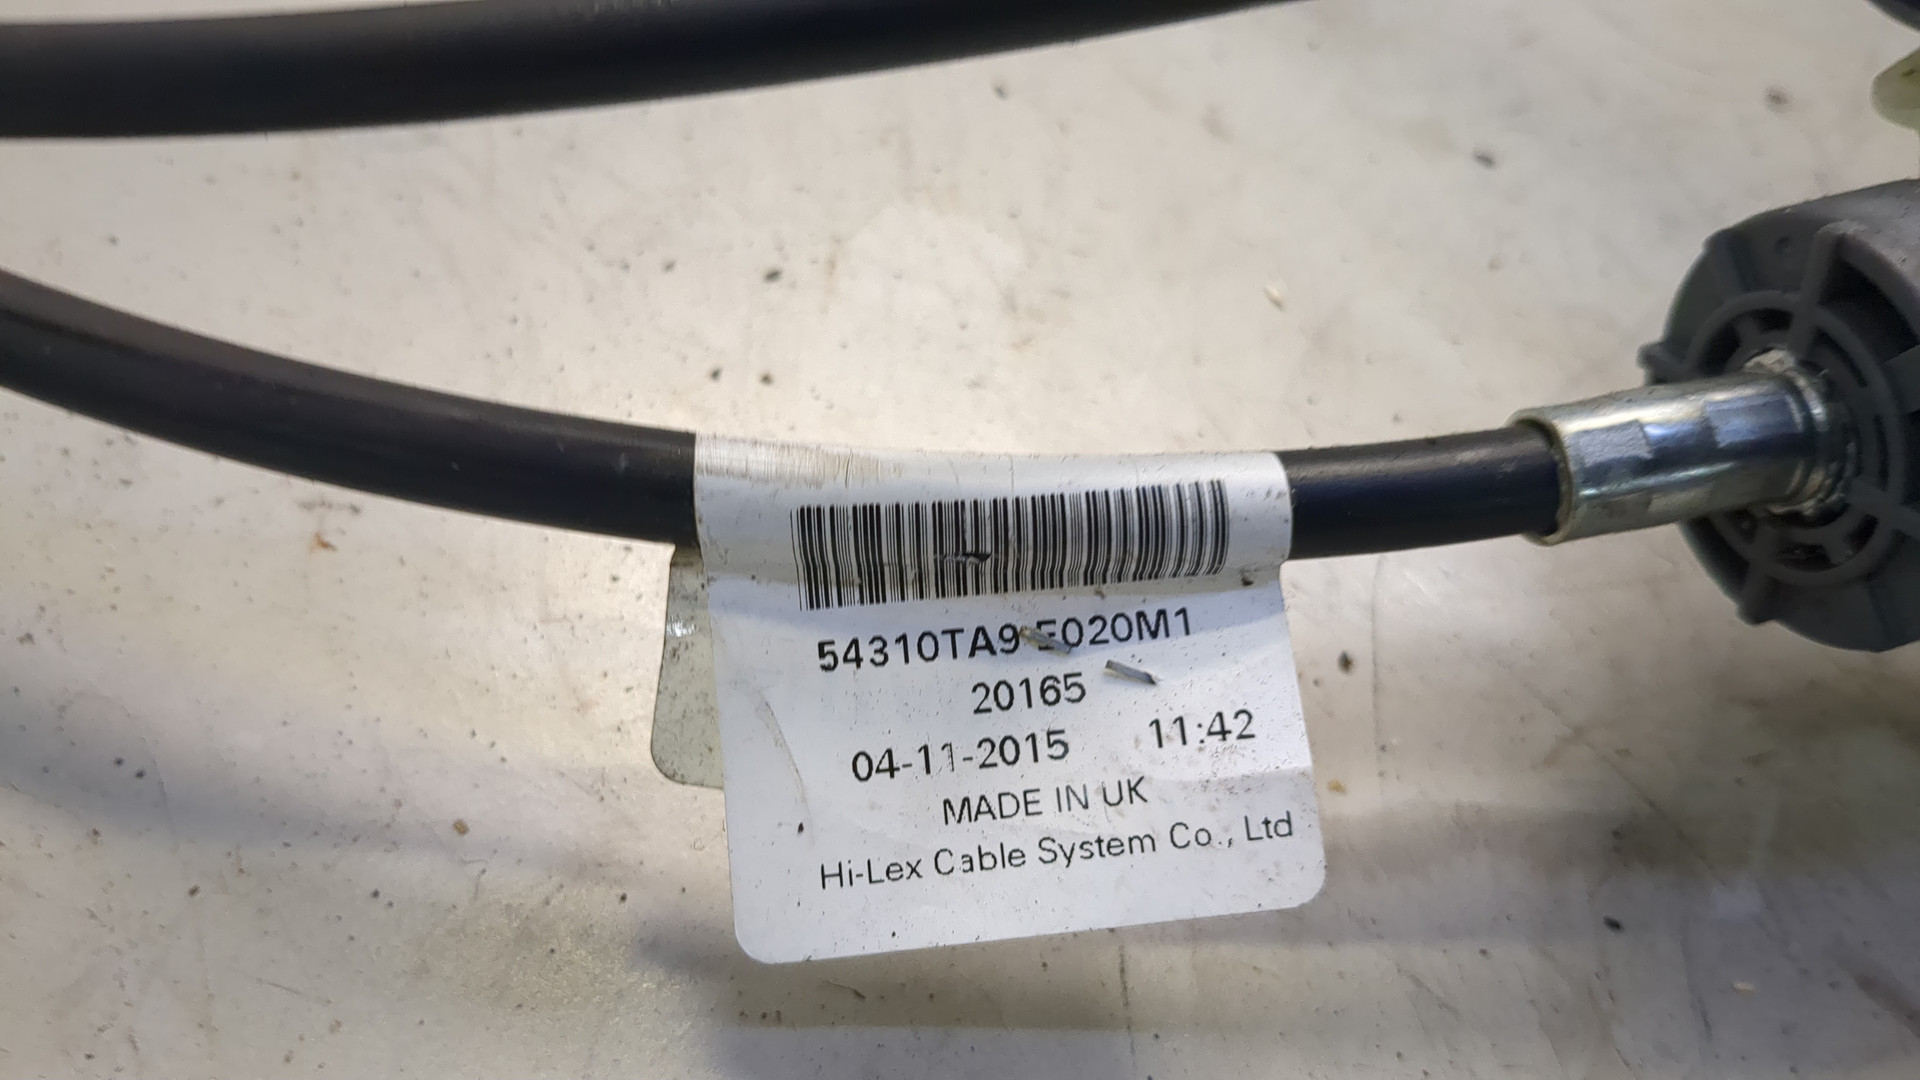 54310TA9 E020M1
20165
04-11-2015 11:42
MADE IN UK
Hi-Lex Cable System Co., Ltd